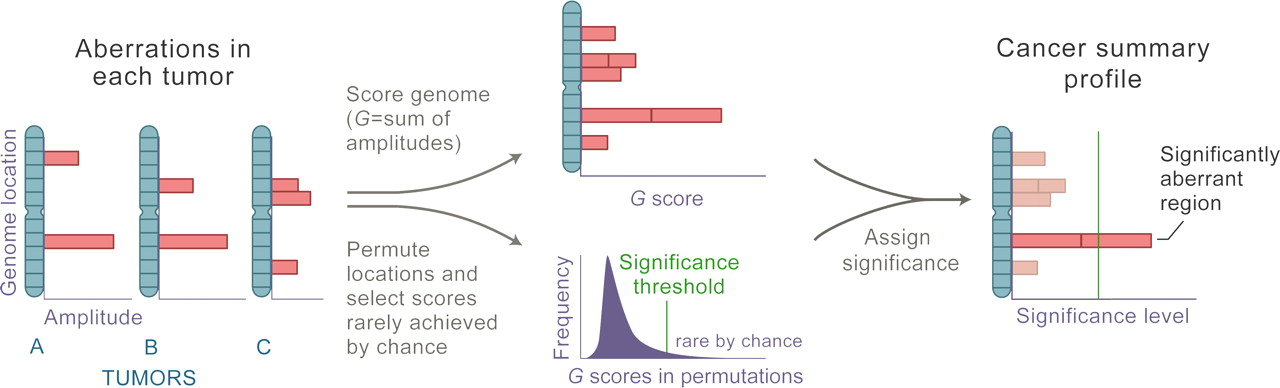 Aberrations in
each tumor
Genome location
Amplitude
A
B
C
TUMORS
Score genome
(G=sum of
amplitudes)
Permute
locations and
select scores
rarely achieved
by chance
G score
Frequency
Significance
threshold
rare by chance
G scores in permutations
Assign
significance
Cancer summary
profile
Significantly
aberrant
region
Significance level